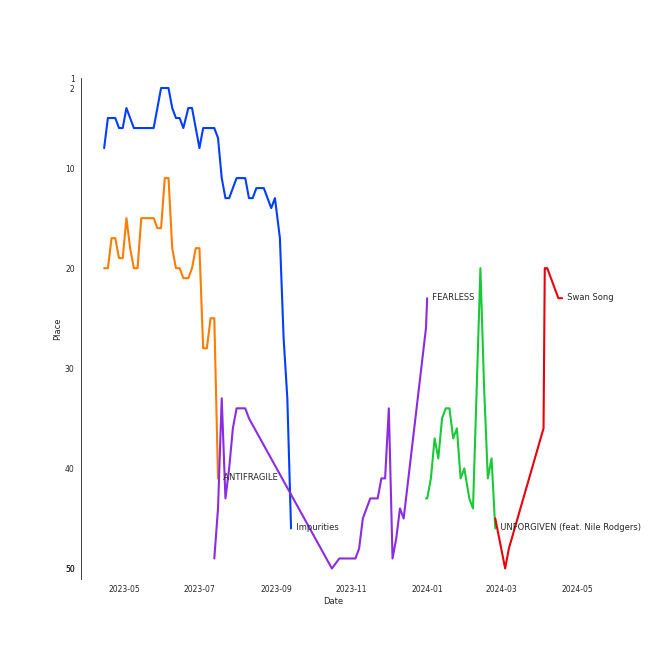 1
2
10
20
30
40
50
Place
FEARLESS
Swan Song
ANTIFRAGILE
Impurities
UNFORGIVEN (feat. Nile Rodgers)
2023-05
2023-07
2023-09
2023-11
2024-01
2024-03
2024-05
Date